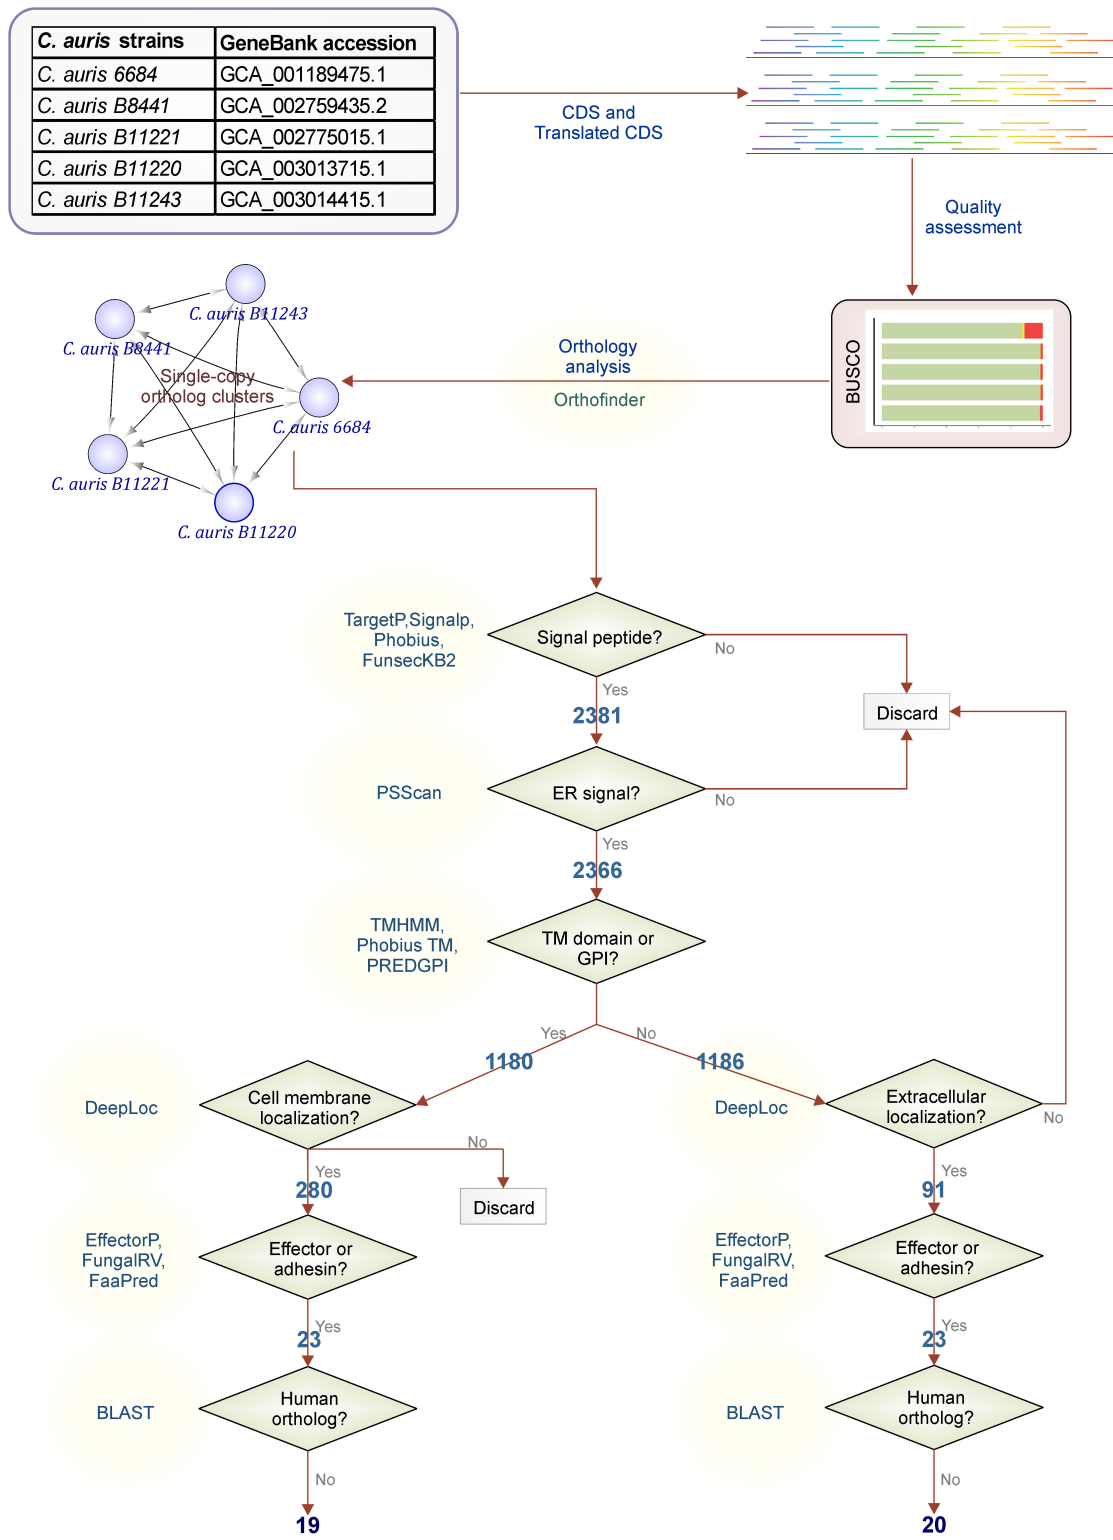 C. auris strains GeneBank accession
C. auris 6684 GCA_001189475.1
C. auris B8441 GCA_002759435.2
C. auris B11221 GCA_002775015.1
C. auris B11220 GCA_003013715.1
C. auris B11243 GCA_003014415.1
CDS and
Translated CDS
Quality
assessment
BUSCO
Orthology
analysis
Orthofinder
C. auris B11243
C. auris B8441
Single-copy
ortholog clusters
C. auris 6684
C. auris B11221
C. auris B11220
TargetP,Signalp,
Phobius,
FunsecKB2
Signal peptide?
No
Yes
2381
Discard
PSScan
ER signal?
No
Yes
2366
TMHMM,
Phobius TM,
PREDGPI
TM domain or
GPI?
Yes
No
1180
1186
DeepLoc
Cell membrane
localization?
No
Yes
280
Discard
DeepLoc
Extracellular
localization?
No
Yes
91
EffectorP,
FungalRV,
FaaPred
Effector or
adhesin?
Yes
23
EffectorP,
FungalRV,
FaaPred
Effector or
adhesin?
Yes
23
BLAST
Human
ortholog?
No
19
BLAST
Human
ortholog?
No
20